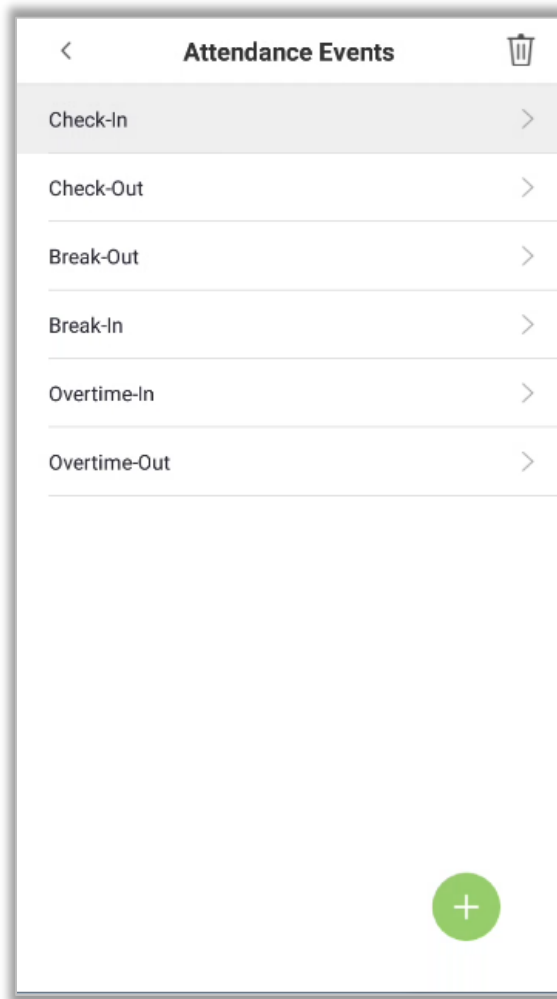 Attendance Events
Check-In
Check-Out
Break-Out
Break-In
Overtime-In
Overtime-Out